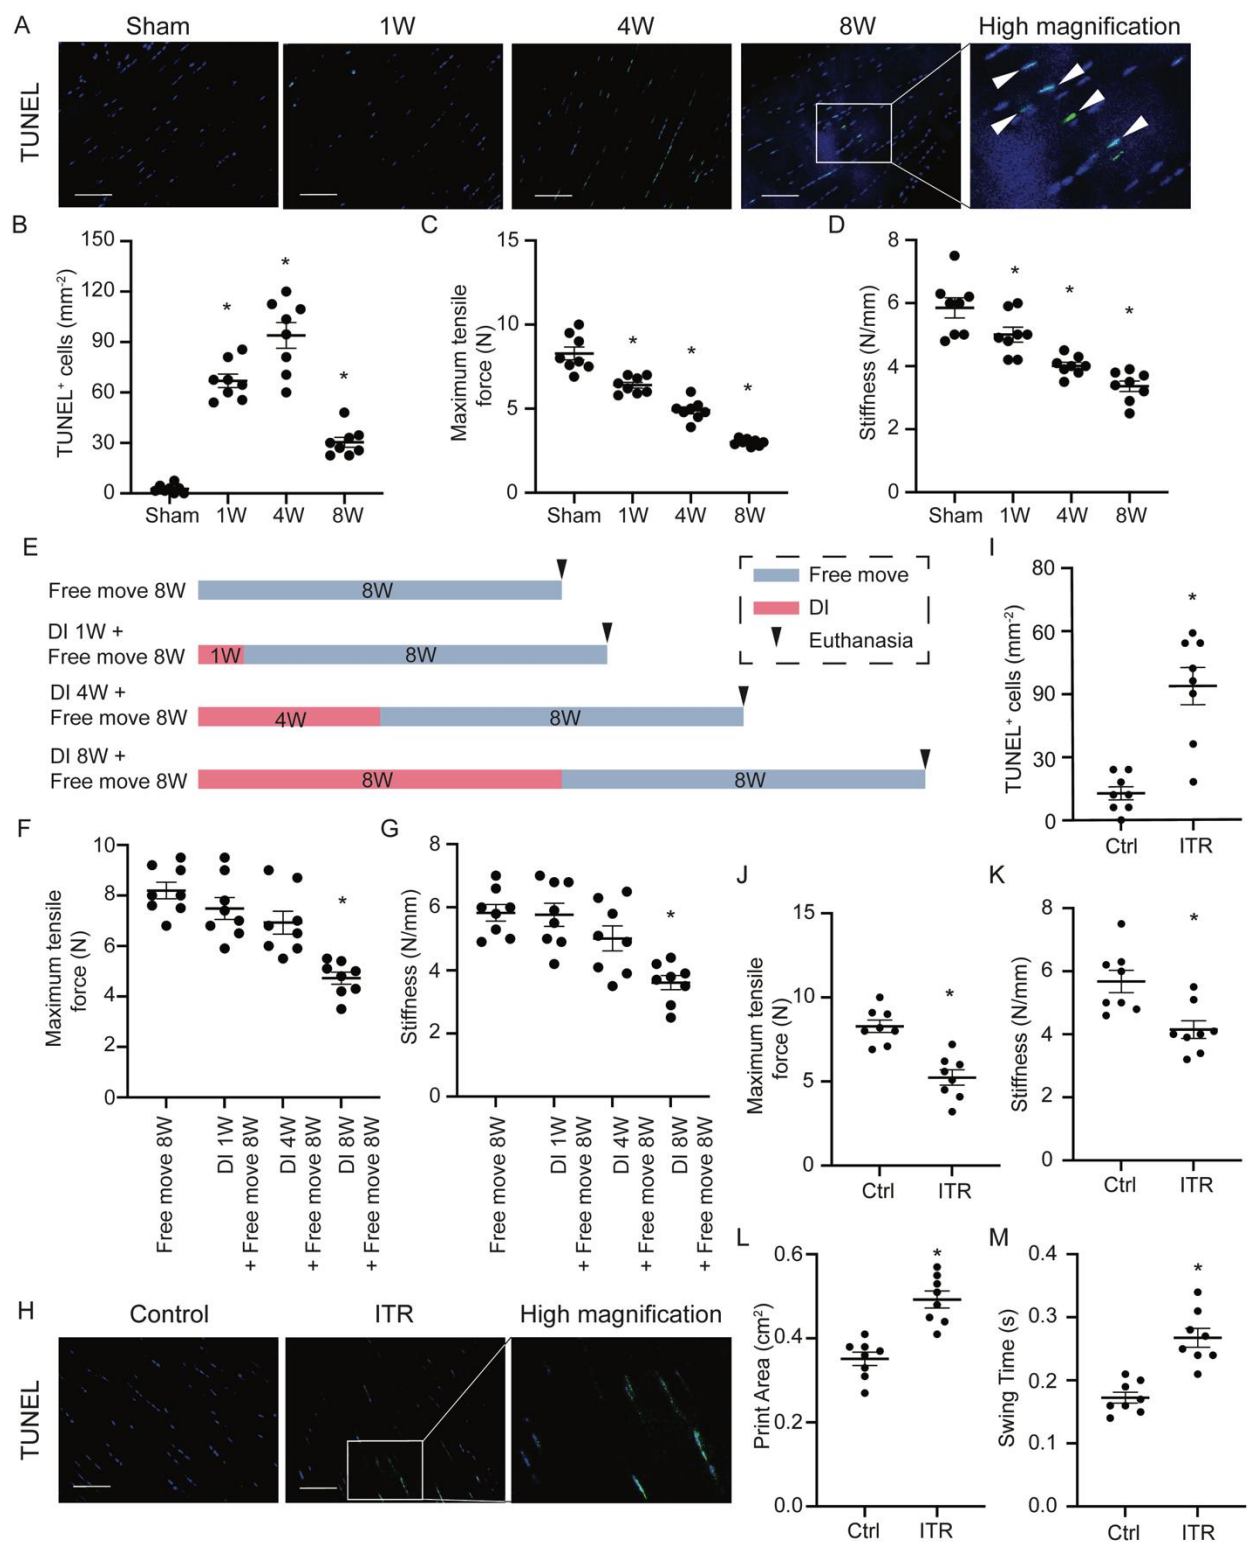 A
Sham
1W
4W
8W
High magnification
TUNEL
B
TUNEL⁺ cells (mm⁻²)
150
120
90
60
30
0
*
*
*
Sham
1W
4W
8W
C
Maximum tensile
force (N)
15
10
5
0
*
*
*
Sham
1W
4W
8W
D
Stiffness (N/mm)
8
6
4
2
0
*
*
*
Sham
1W
4W
8W
E
Free move 8W
8W
DI 1W +
Free move 8W
1W
8W
DI 4W +
Free move 8W
4W
8W
DI 8W +
Free move 8W
8W
8W
Free move
DI
Euthanasia
I
TUNEL⁺ cells (mm⁻²)
80
60
90
30
0
*
Ctrl
ITR
F
Maximum tensile
force (N)
10
8
6
4
2
0
*
Free move 8W
DI 1W
+ Free move 8W
DI 4W
+ Free move 8W
DI 8W
+ Free move 8W
G
Stiffness (N/mm)
8
6
4
2
0
*
Free move 8W
DI 1W
+ Free move 8W
DI 4W
+ Free move 8W
DI 8W
+ Free move 8W
J
Maximum tensile
force (N)
15
10
5
0
*
Ctrl
ITR
K
Stiffness (N/mm)
8
6
4
2
0
*
Ctrl
ITR
H
Control
ITR
High magnification
TUNEL
L
Print Area (cm²)
0.6
0.4
0.2
0.0
*
Ctrl
ITR
M
Swing Time (s)
0.4
0.3
0.2
0.1
0.0
*
Ctrl
ITR